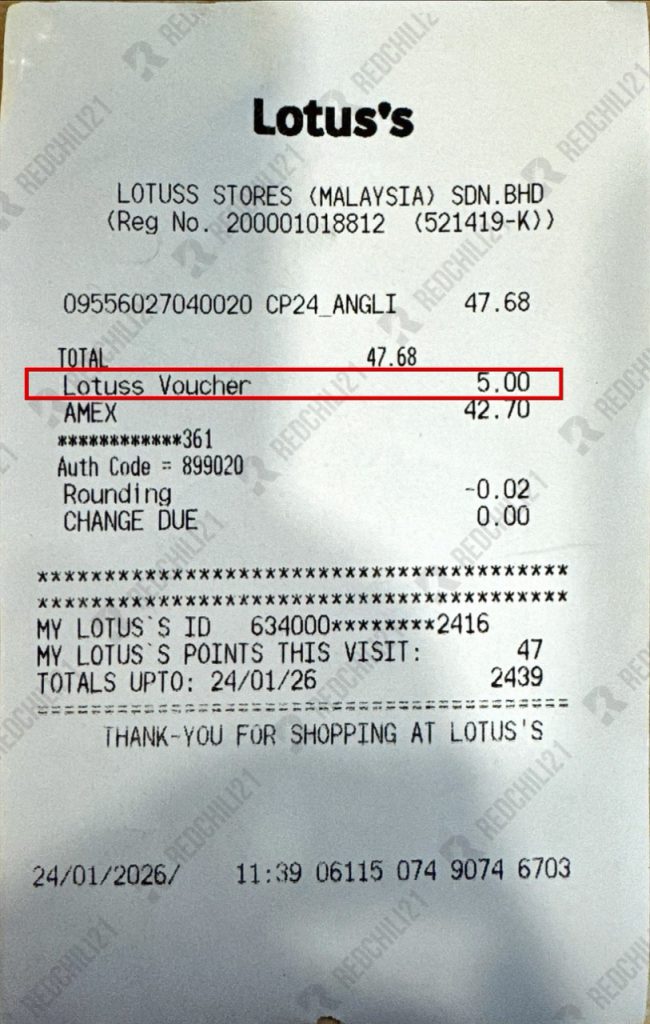 Lotus's
LOTUSS STORES (MALAYSIA) SDN.BHD
(Reg No. 200001018812 (521419-K))
09556027040020 CP24_ANGLI 47.68
TOTAL 47.68
Lotuss Voucher 5.00
AMEX 42.70
************361
Auth Code = 899020
Rounding -0.02
CHANGE DUE 0.00
****************************************
****************************************
MY LOTUS`S ID 634000********2416
MY LOTUS`S POINTS THIS VISIT: 47
TOTALS UPTO: 24/01/26 2439
========================================
THANK-YOU FOR SHOPPING AT LOTUS'S
24/01/2026/ 11:39 06115 074 9074 6703
REDCHILI21